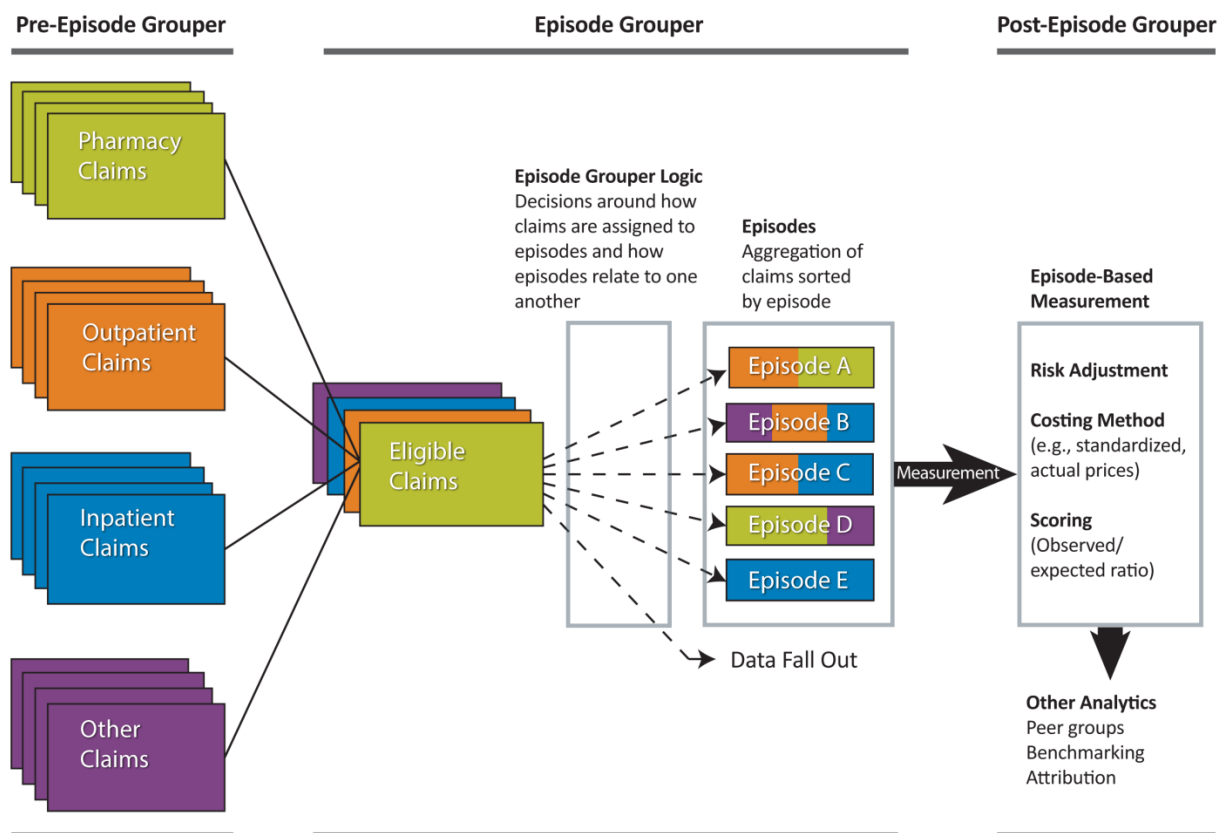 Pre-Episode Grouper
Episode Grouper
Post-Episode Grouper
Pharmacy
Claims
Outpatient
Claims
Inpatient
Claims
Other
Claims
Eligible
Claims
Episode Grouper Logic
Decisions around how
claims are assigned to
episodes and how
episodes relate to one
another
Episodes
Aggregation of
claims sorted
by episode
Episode A
Episode B
Episode C
Episode D
Episode E
Data Fall Out
Measurement
Episode-Based
Measurement
Risk Adjustment
Costing Method
(e.g., standardized,
actual prices)
Scoring
(Observed/
expected ratio)
Other Analytics
Peer groups
Benchmarking
Attribution